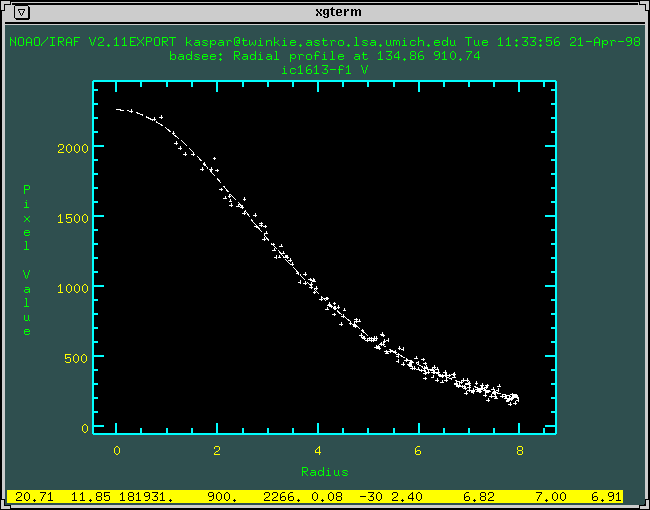 xgterm
NOAO/IRAF V2.11EXPORT kaspar@twinkie.astro.lsa.umich.edu Tue 11:33:56 21-Apr-98
badsee: Radial profile at 134.86 910.74
ic1613-f1 V
Pixel Value
2000
1500
1000
500
0
0 2 4 6 8
Radius
20.71 11.85 181931. 900. 2266. 0.08 -30 2.40 6.82 7.00 6.91